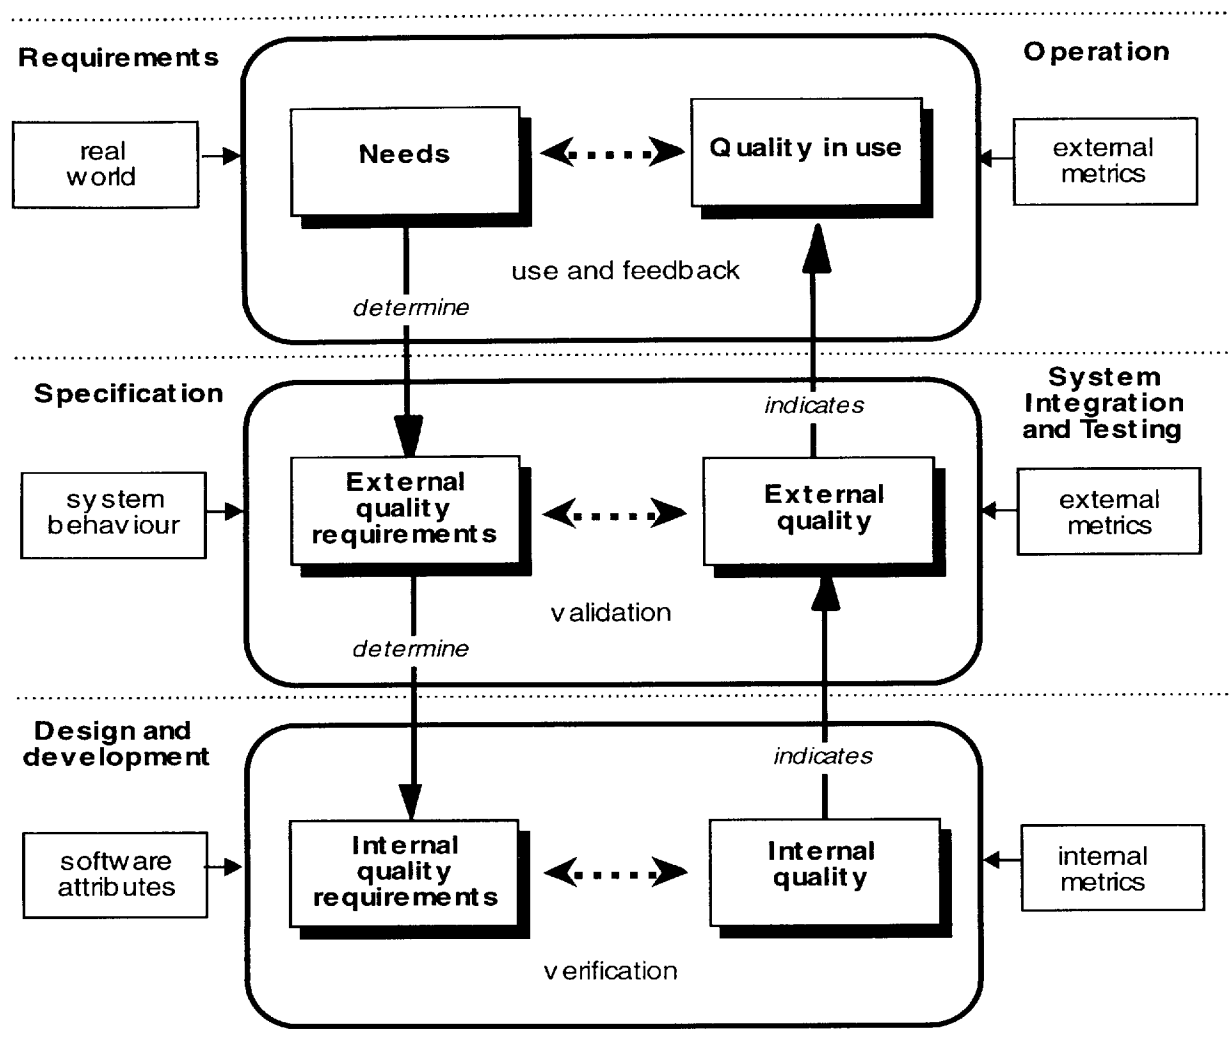 Requirements
Operation
real
world
Needs
Quality in use
external
metrics
use and feedback
determine
Specification
System
Integration
and Testing
indicates
system
behaviour
External
quality
requirements
External
quality
external
metrics
validation
determine
Design and
development
indicates
software
attributes
Internal
quality
requirements
Internal
quality
internal
metrics
verification